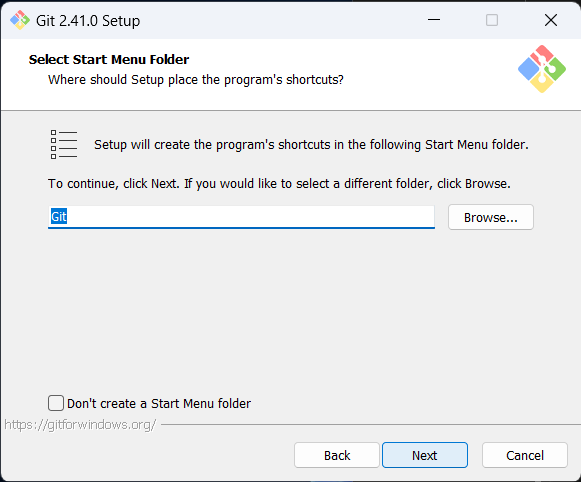 Git 2.41.0 Setup
Select Start Menu Folder
Where should Setup place the program's shortcuts?
Setup will create the program's shortcuts in the following Start Menu folder.
To continue, click Next. If you would like to select a different folder, click Browse.
Git
Browse...
Don't create a Start Menu folder
https://gitforwindows.org/
Back
Next
Cancel